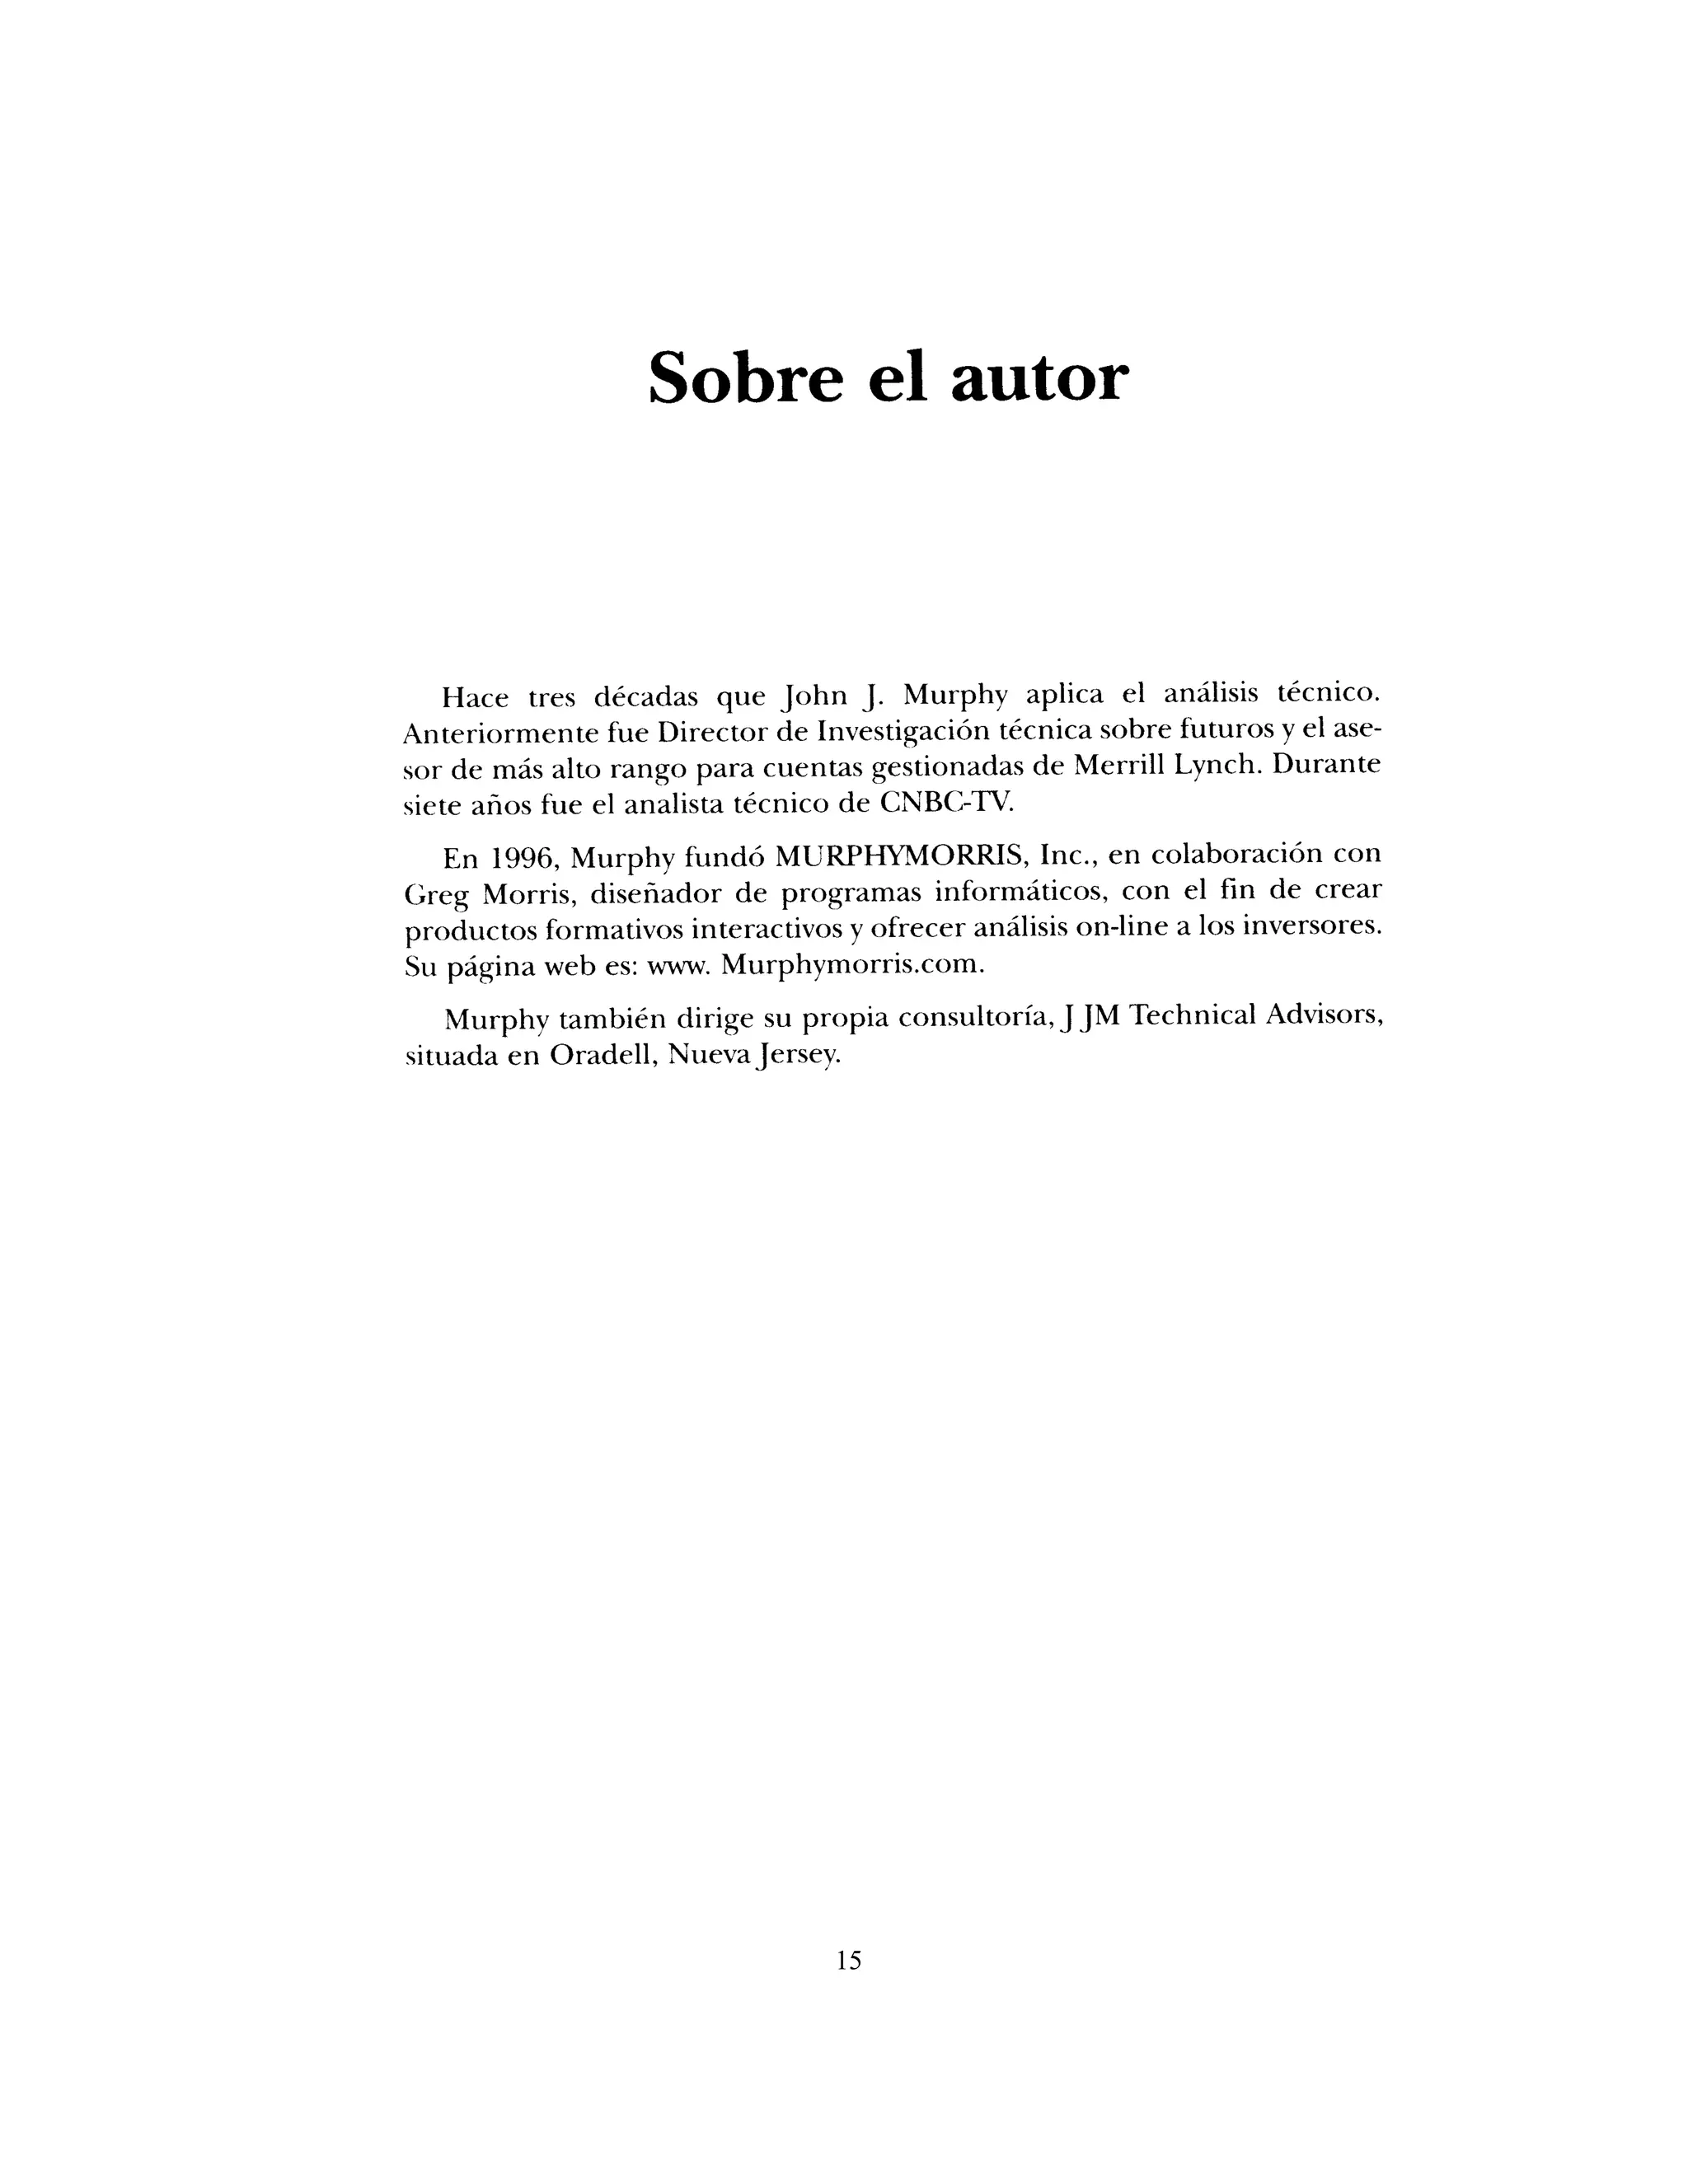 Sobre el autor
Hace tres décadas que John J. Murphy aplica el análisis técnico.
Anteriormente fue Director de Investigación técnica sobre futuros y el ase-
sor de más alto rango para cuentas gestionadas de Merrill Lynch. Durante
siete años fue el analista técnico de CNBC-TV.
En 1996, Murphy fundó MURPHYMORRIS, Inc., en colaboración con
Greg Morris, diseñador de programas informáticos, con el fin de crear
productos formativos interactivos y ofrecer análisis on-line a los inversores.
Su página web es: www. Murphymorris.com.
Murphy también dirige su propia consultoría, J JM Technical Advisors,
situada en Oradell, Nueva Jersey.
15